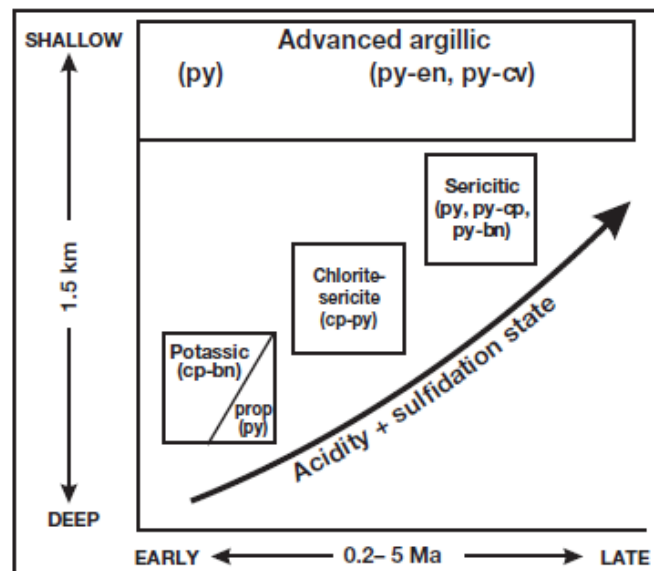 SHALLOW
Advanced argillic
(py) (py-en, py-cv)
Sericitic
(py, py-cp,
py-bn)
Chlorite-
sericite
(cp-py)
1.5 km
Potassic
(cp-bn)
prop
(py)
Acidity + sulfidation state
DEEP
EARLY 0.2– 5 Ma LATE